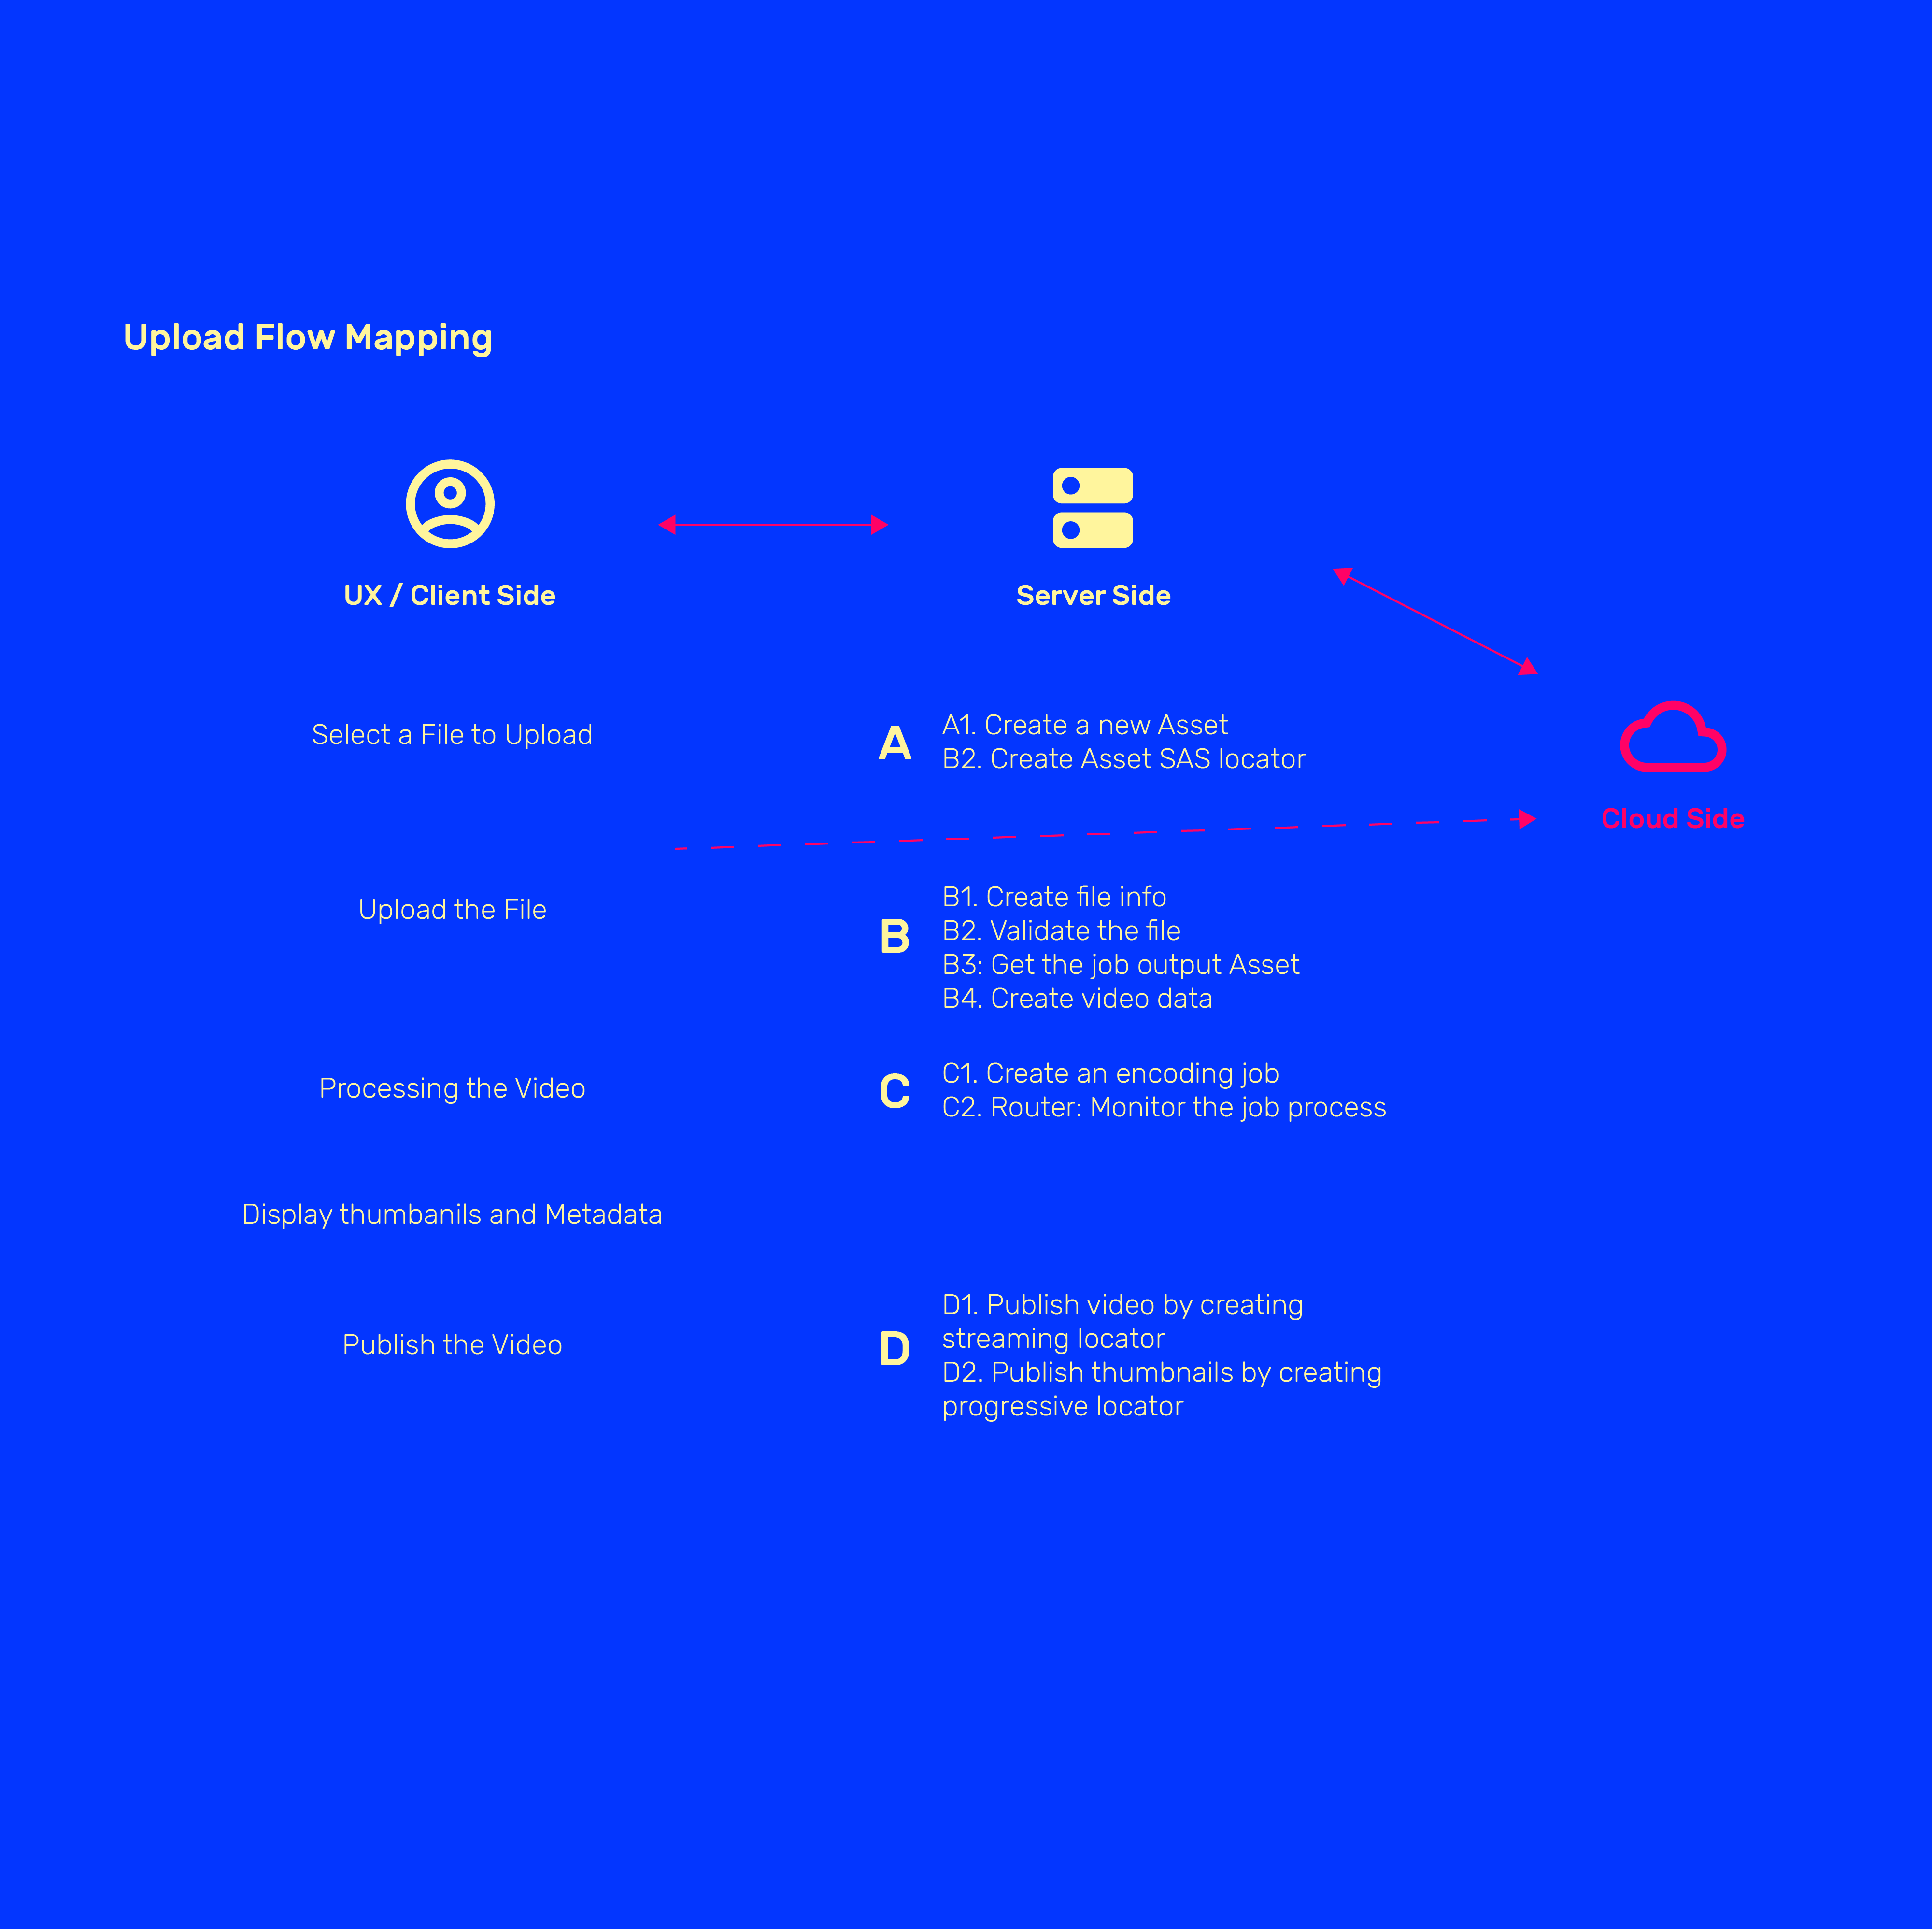 Upload Flow Mapping
UX / Client Side
Server Side
Cloud Side
Select a File to Upload
A
A1. Create a new Asset
B2. Create Asset SAS locator
Upload the File
B
B1. Create file info
B2. Validate the file
B3: Get the job output Asset
B4. Create video data
Processing the Video
C
C1. Create an encoding job
C2. Router: Monitor the job process
Display thumbanils and Metadata
Publish the Video
D
D1. Publish video by creating
streaming locator
D2. Publish thumbnails by creating
progressive locator